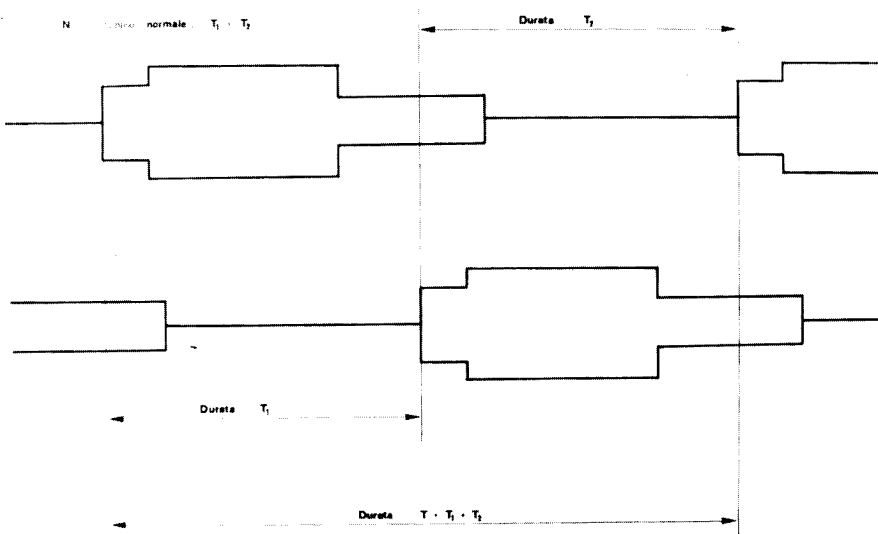 N normale T₁ · T₂
Durata T₂
Durata T₁
Durata T · T₁ + T₂